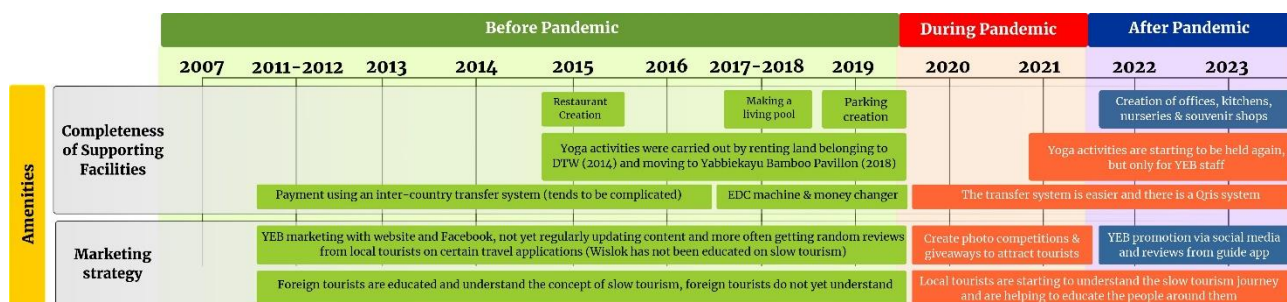 Before Pandemic
During Pandemic
After Pandemic
2007
2011-2012
2013
2014
2015
2016
2017-2018
2019
2020
2021
2022
2023
Amenities
Completeness
of Supporting
Facilities
Restaurant
Creation
Making a
living pool
Parking
creation
Creation of offices, kitchens,
nurseries & souvenir shops
Yoga activities were carried out by renting land belonging to
DTW (2014) and moving to Yabbiekayu Bamboo Pavilion (2018)
Yoga activities are starting to be held again,
but only for YEB staff
Payment using an inter-country transfer system (tends to be complicated)
EDC machine & money changer
The transfer system is easier and there is a Qris system
Marketing
strategy
YEB marketing with website and Facebook, not yet regularly updating content and more often getting random reviews
from local tourists on certain travel applications (Wislok has not been educated on slow tourism)
Create photo competitions &
giveaways to attract tourists
YEB promotion via social media
and reviews from guide app
Foreign tourists are educated and understand the concept of slow tourism, foreign tourists do not yet understand
Local tourists are starting to understand the slow tourism journey
and are helping to educate the people around them